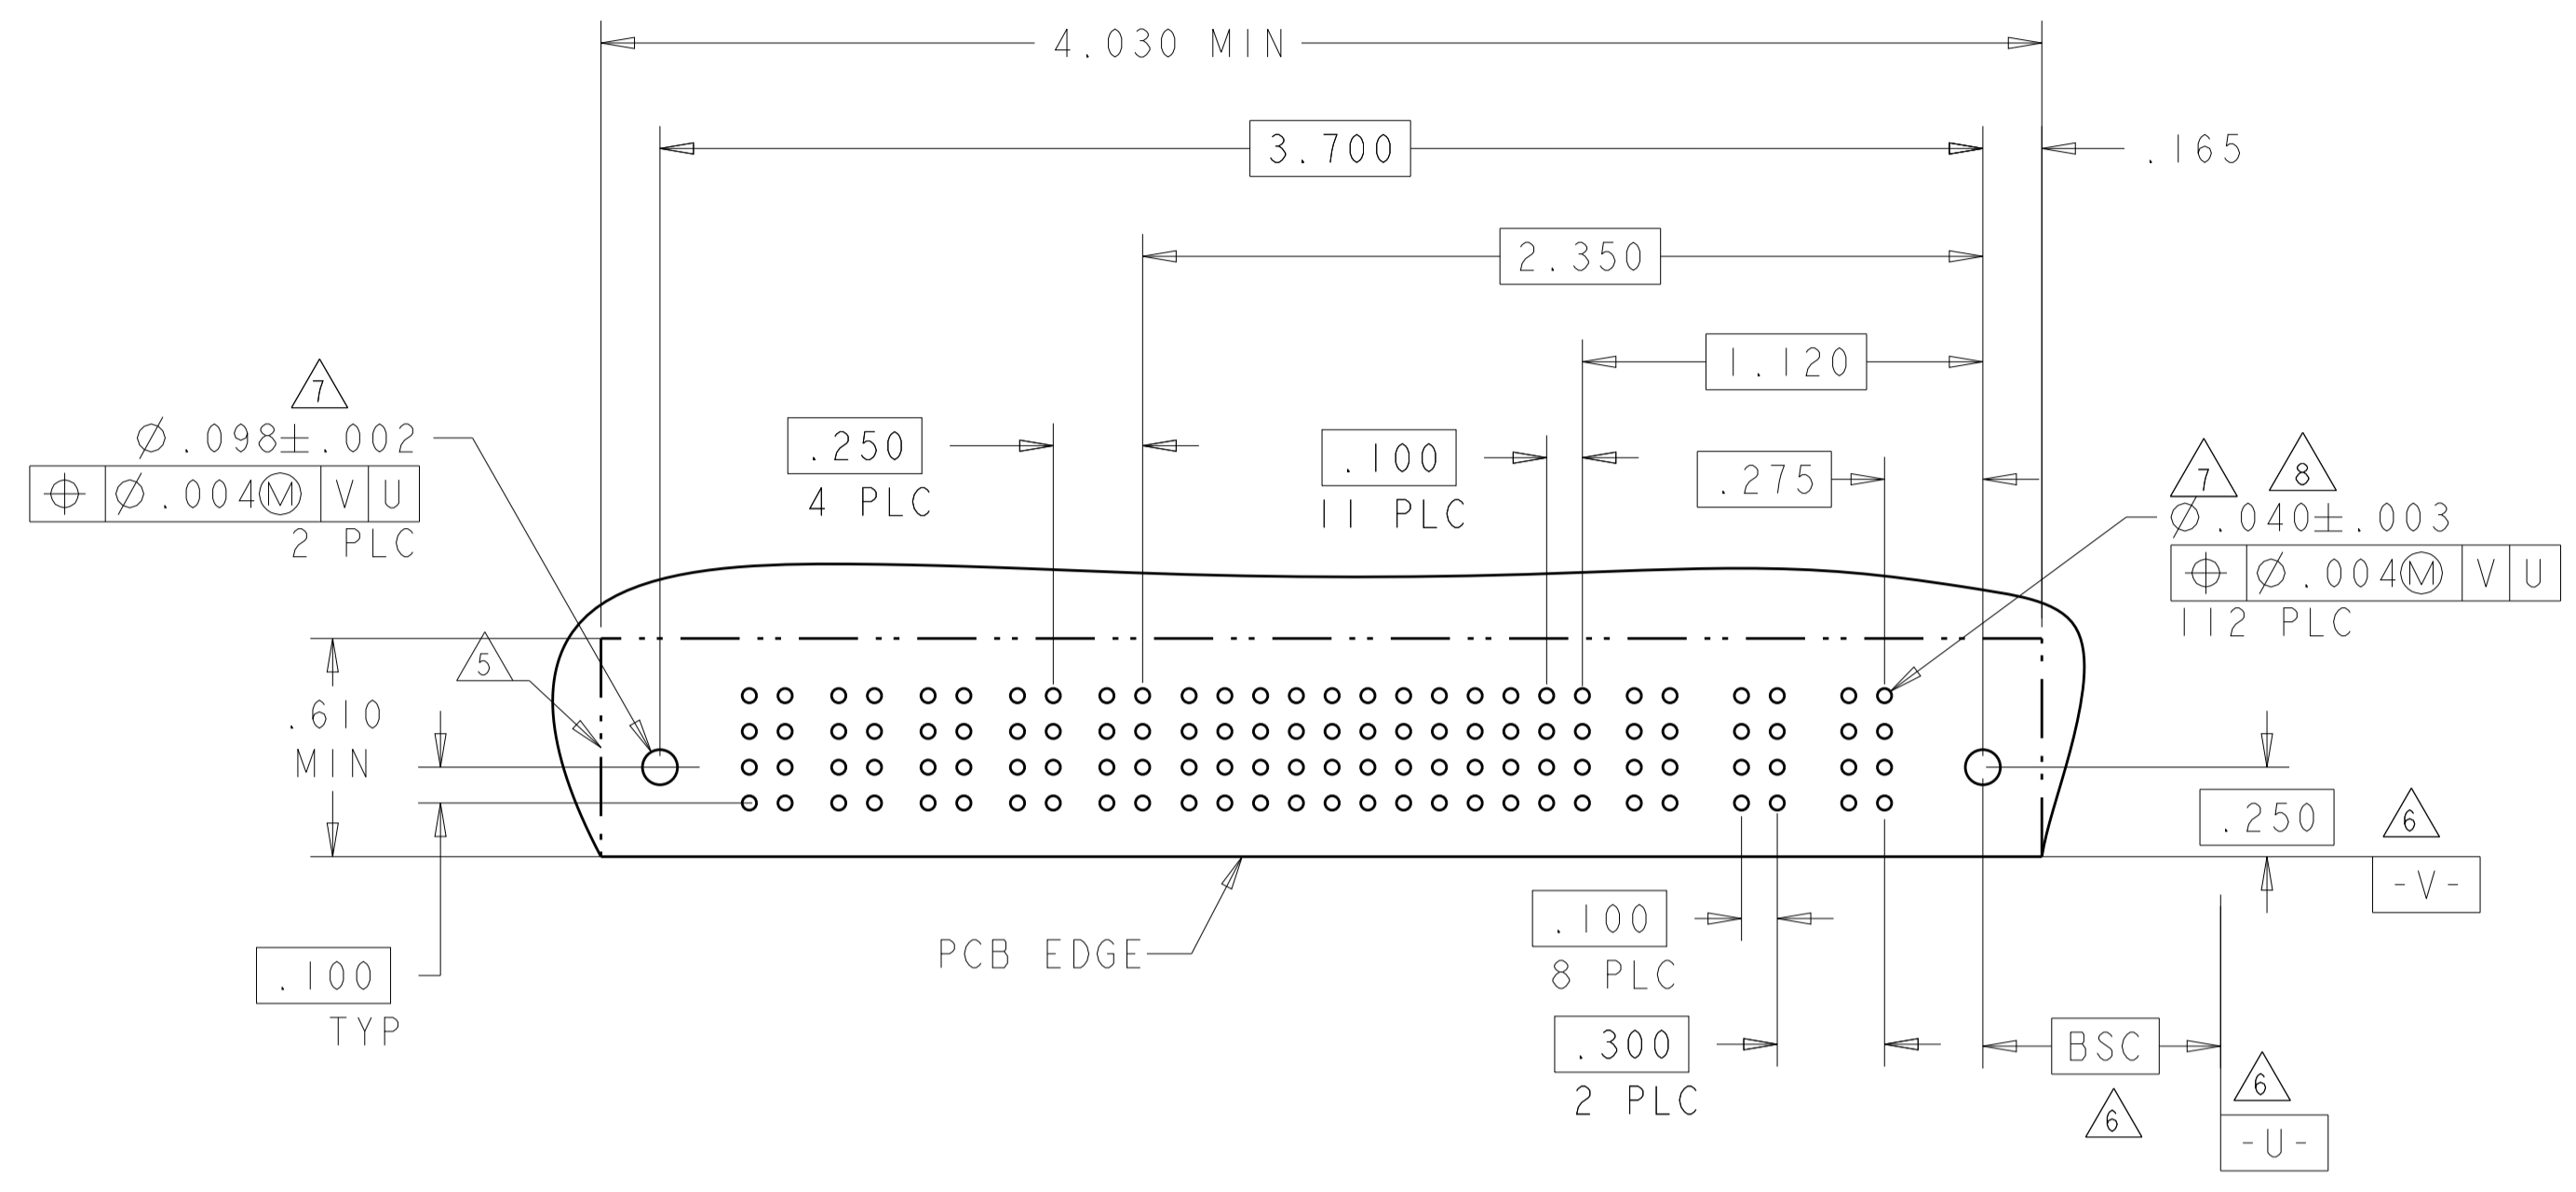 4.030 MIN
3.700
.165
2.350
1.120
7
Ø.098±.002
⌖ Ø.004Ⓜ V U
2 PLC
.250
4 PLC
.100
11 PLC
.275
7 8
Ø.040±.003
⌖ Ø.004Ⓜ V U
112 PLC
5
.610
MIN
.250
6
-V-
.100
TYP
PCB EDGE
.100
8 PLC
.300
2 PLC
BSC
6
6
-U-